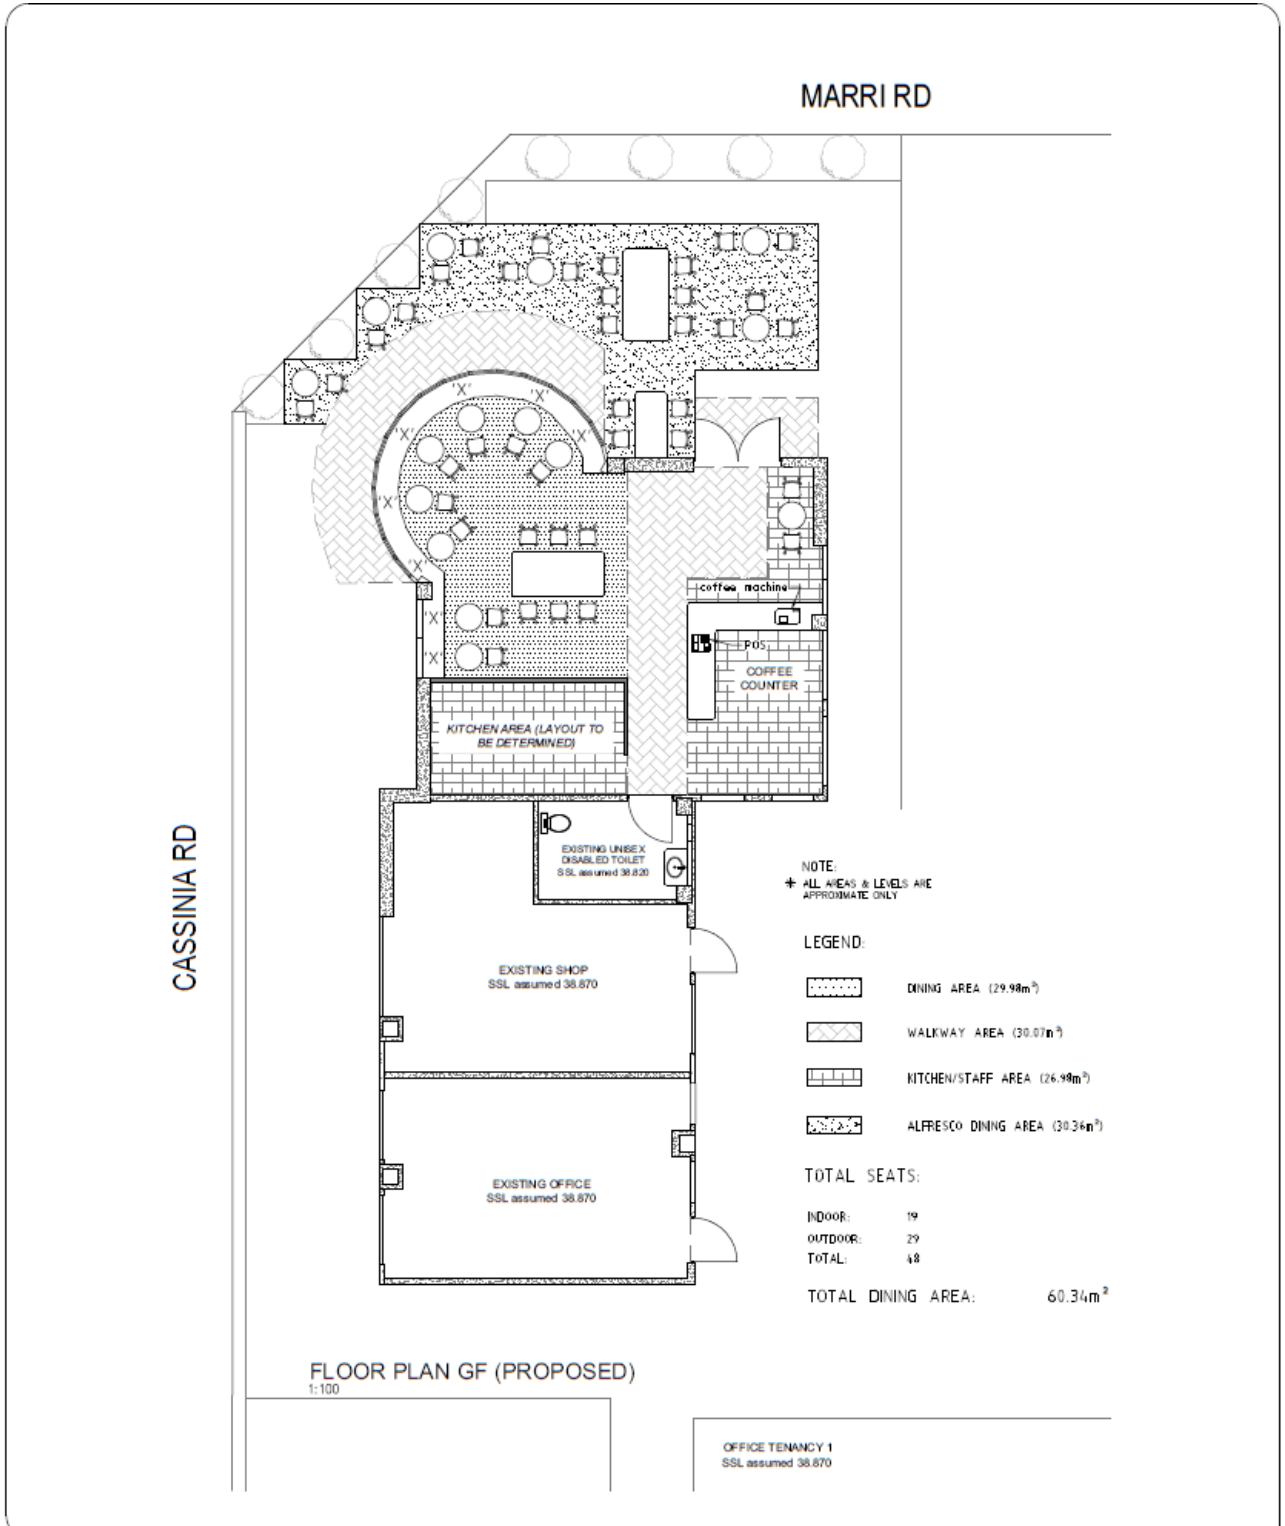 MARRI RD
'X'
'X'
'X'
'X'
'X'
'X'
coffee machine
'X'
POS
'X'
COFFEE
COUNTER
KITCHEN AREA (LAYOUT TO
BE DETERMINED)
CASSINIA RD
EXISTING UNISEX
DISABLED TOILET
SSL assumed 38.820
NOTE:
* ALL AREAS & LEVELS ARE
APPROXIMATE ONLY
LEGEND:
EXISTING SHOP
SSL assumed 38.870
DINING AREA (29.98m²)
WALKWAY AREA (30.07m²)
KITCHEN/STAFF AREA (26.98m²)
ALFRESCO DINING AREA (30.36m²)
TOTAL SEATS:
EXISTING OFFICE
SSL assumed 38.870
INDOOR: 19
OUTDOOR: 29
TOTAL: 48
TOTAL DINING AREA: 60.34m²
FLOOR PLAN GF (PROPOSED)
1:100
OFFICE TENANCY 1
SSL assumed 38.870